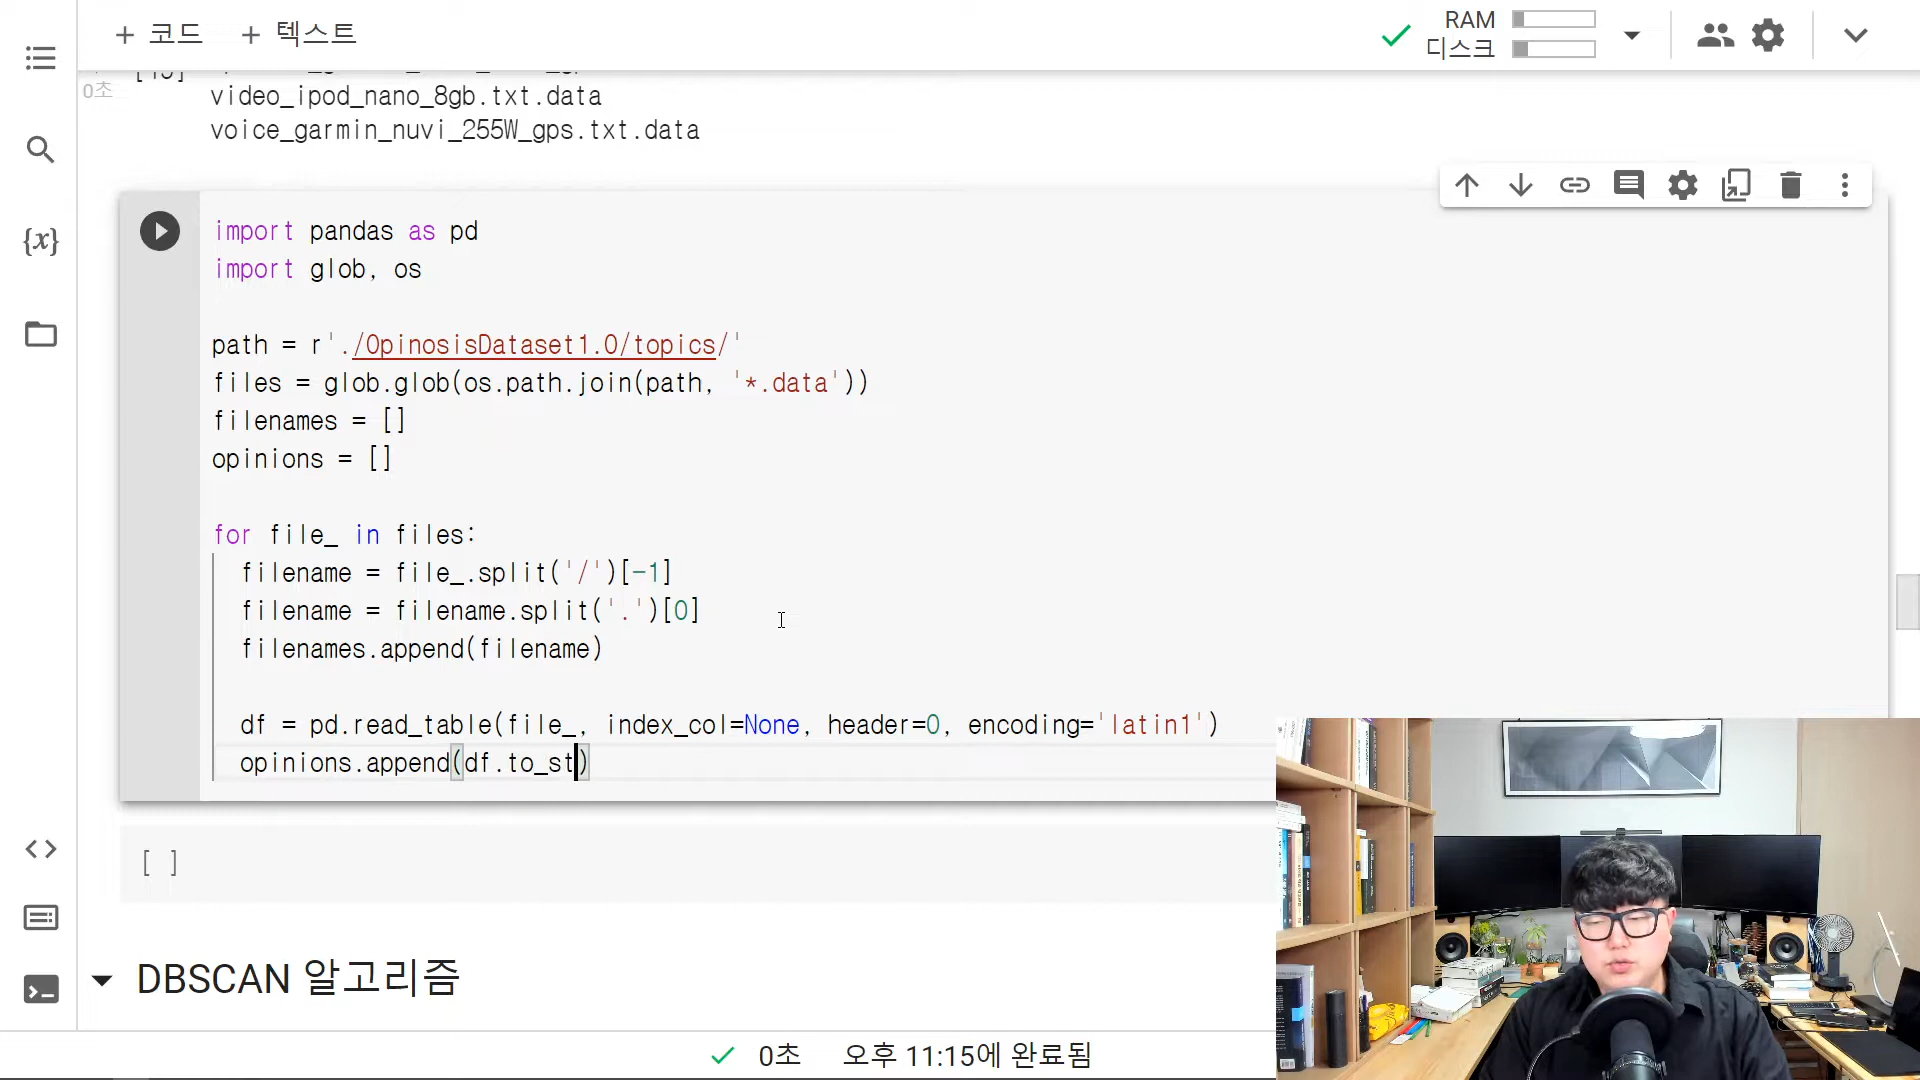 + 코드 + 텍스트
RAM
디스크
0초
video_ipod_nano_8gb.txt.data
voice_garmin_nuvi_255W_gps.txt.data
import pandas as pd
import glob, os
path = r'./OpinosisDataset1.0/topics/'
files = glob.glob(os.path.join(path, '*.data'))
filenames = []
opinions = []
for file_ in files:
filename = file_.split('/')[-1]
filename = filename.split('.')[0]
filenames.append(filename)
df = pd.read_table(file_, index_col=None, header=0, encoding='latin1')
opinions.append(df.to_st)
[ ]
DBSCAN 알고리즘
0초 오후 11:15에 완료됨